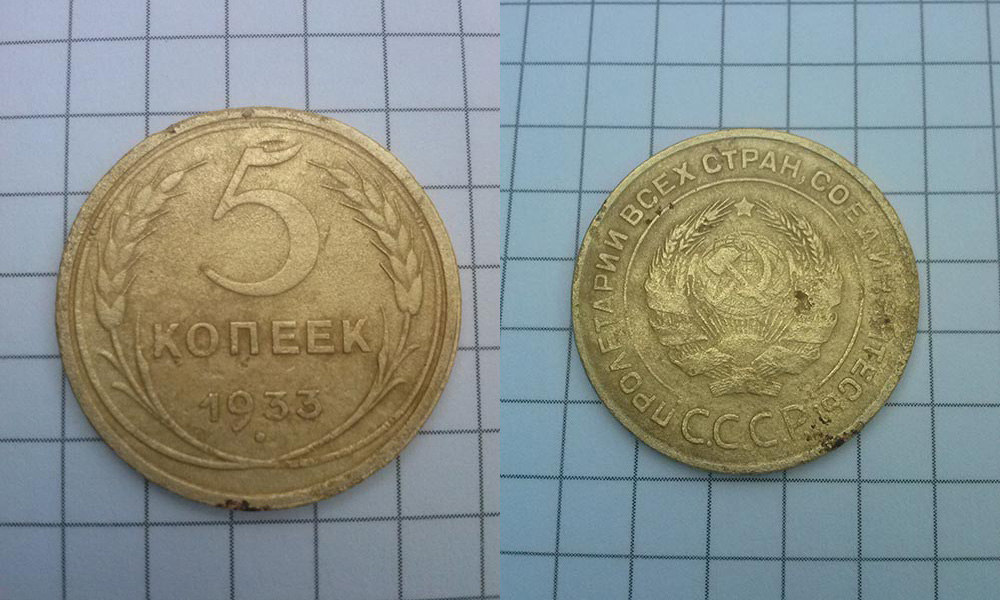 5
КОПЕЕК
1933
ПРОЛЕТАРИИ ВСЕХ СТРАН, СОЕДИНЯЙТЕСЬ!
С.С.С.Р.